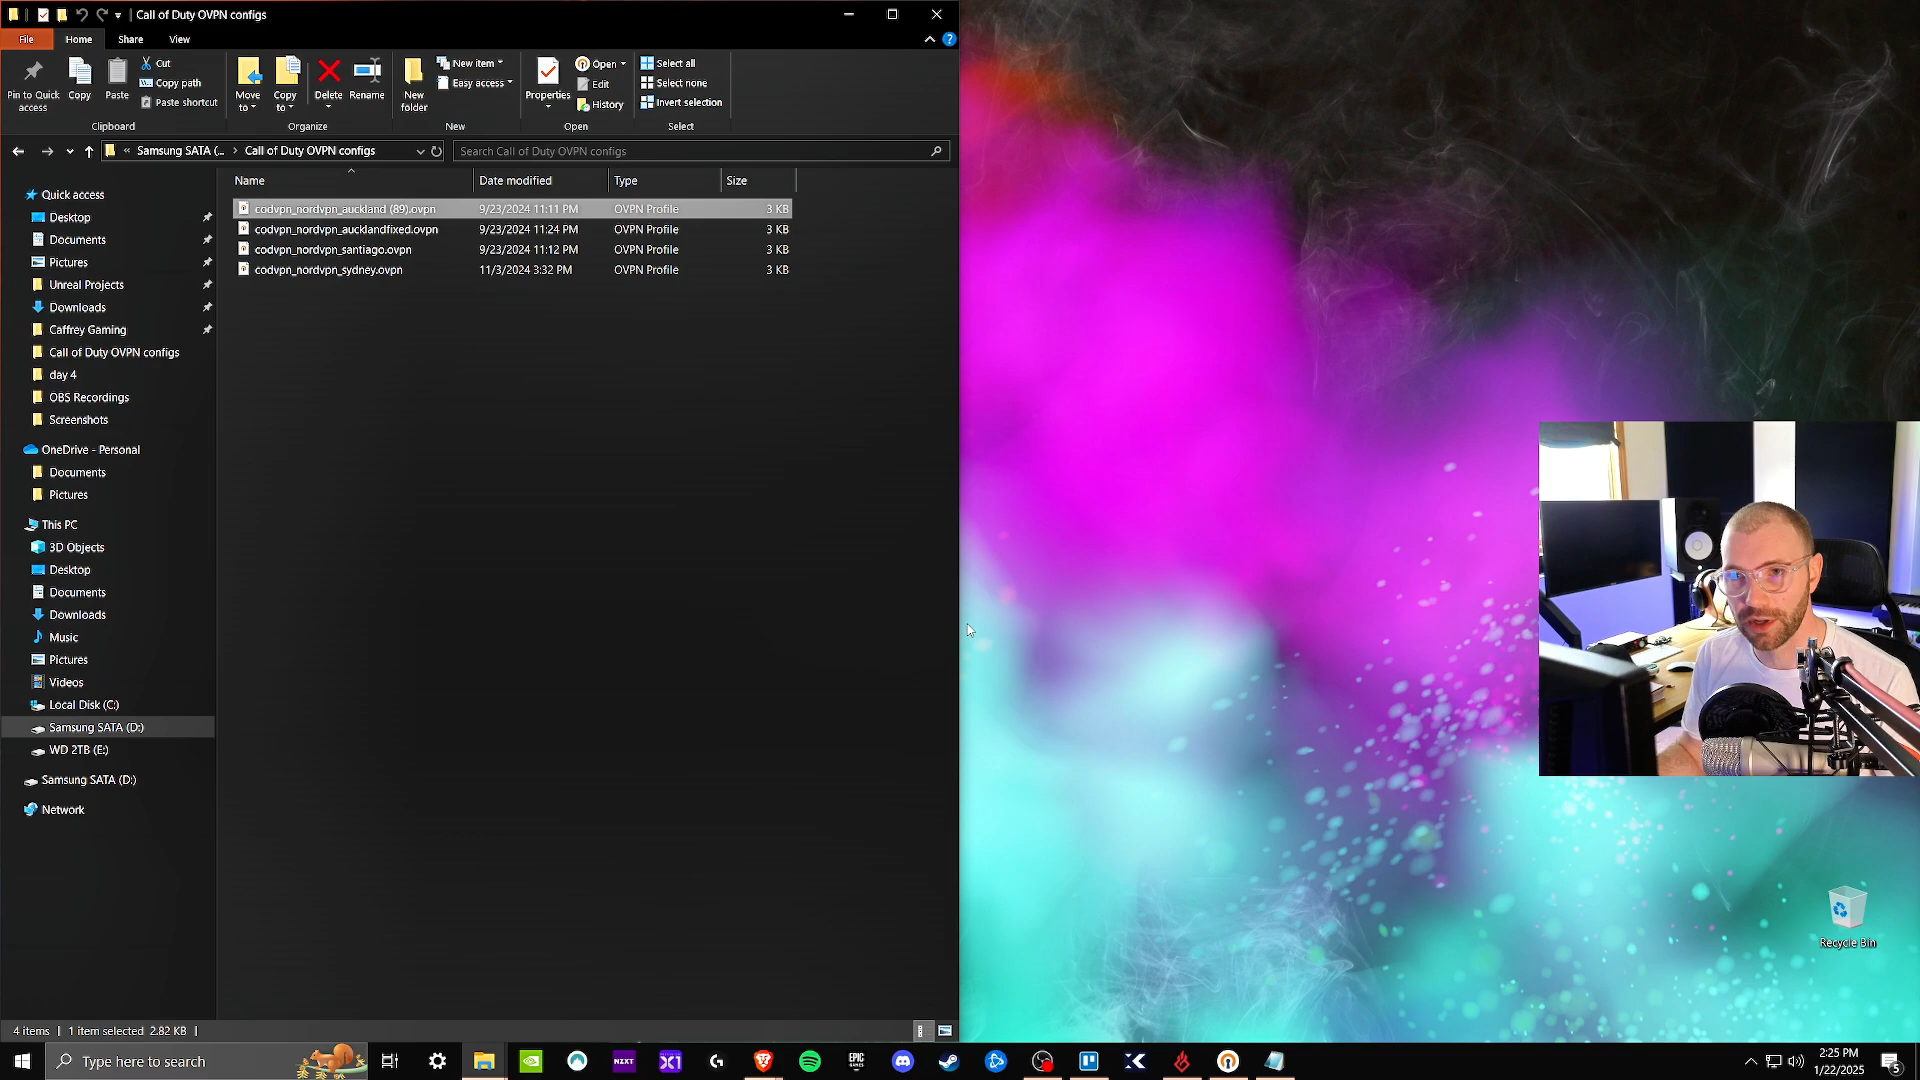 Call of Duty OVPN configs
File Home Share View
Pin to Quick access
Copy
Paste
Cut
Copy path
Paste shortcut
Clipboard
Move to
Copy to
Delete
Rename
Organize
New folder
New item
Easy access
New
Properties
Open
Edit
History
Open
Select all
Select none
Invert selection
Select
« Samsung SATA (... > Call of Duty OVPN configs
Search Call of Duty OVPN configs
Name Date modified Type Size
codvpn_nordvpn_auckland (89).ovpn 9/23/2024 11:11 PM OVPN Profile 3 KB
codvpn_nordvpn_aucklandfixed.ovpn 9/23/2024 11:24 PM OVPN Profile 3 KB
codvpn_nordvpn_santiago.ovpn 9/23/2024 11:12 PM OVPN Profile 3 KB
codvpn_nordvpn_sydney.ovpn 11/3/2024 3:32 PM OVPN Profile 3 KB
Quick access
Desktop
Documents
Pictures
Unreal Projects
Downloads
Caffrey Gaming
Call of Duty OVPN configs
day 4
OBS Recordings
Screenshots
OneDrive - Personal
Documents
Pictures
This PC
3D Objects
Desktop
Documents
Downloads
Music
Pictures
Videos
Local Disk (C:)
Samsung SATA (D:)
WD 2TB (E:)
Samsung SATA (D:)
Network
Recycle Bin
4 items | 1 item selected 2.82 KB |
Type here to search
NZXT
X1
EPIC GAMES
2:25 PM
1/22/2025
5